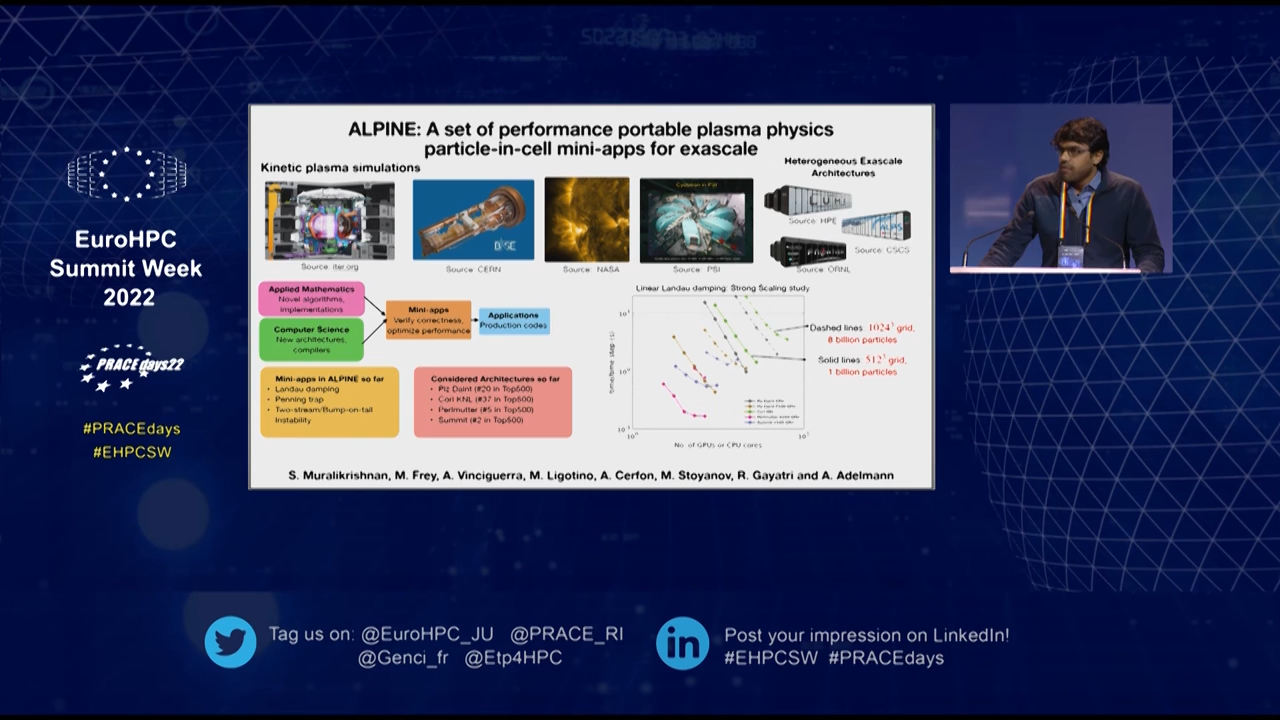 EuroHPC
Summit Week
2022
PRACEdays22
#PRACEdays
#EHPCSW
ALPINE: A set of performance portable plasma physics
particle-in-cell mini-apps for exascale
Kinetic plasma simulations
Heterogeneous Exascale
Architectures
Source: iter.org
Source: CERN
Source: NASA
Source: PSI
Source: HPE
Source: CSCS
Source: ORNL
Applied Mathematics
Novel algorithms,
implementations
Computer Science
New architectures,
compilers
Mini-apps
Verify correctness,
optimize performance
Applications
Production codes
Mini-apps in ALPINE so far
• Landau damping
• Penning trap
• Two-stream/Bump-on-tail
Instability
Considered Architectures so far
• Piz Daint (#20 in Top500)
• Cori KNL (#37 in Top500)
• Perlmutter (#5 in Top500)
• Summit (#2 in Top500)
Linear Landau damping: Strong Scaling study
No. of GPUs or CPU cores
Dashed lines: 1024³ grid,
8 billion particles
Solid lines: 512³ grid,
1 billion particles
S. Muralikrishnan, M. Frey, A. Vinciguerra, M. Ligotino, A. Cerfon, M. Stoyanov, R. Gayatri and A. Adelmann
Tag us on: @EuroHPC_JU @PRACE_RI
@Genci_fr @Etp4HPC
Post your impression on LinkedIn!
#EHPCSW #PRACEdays